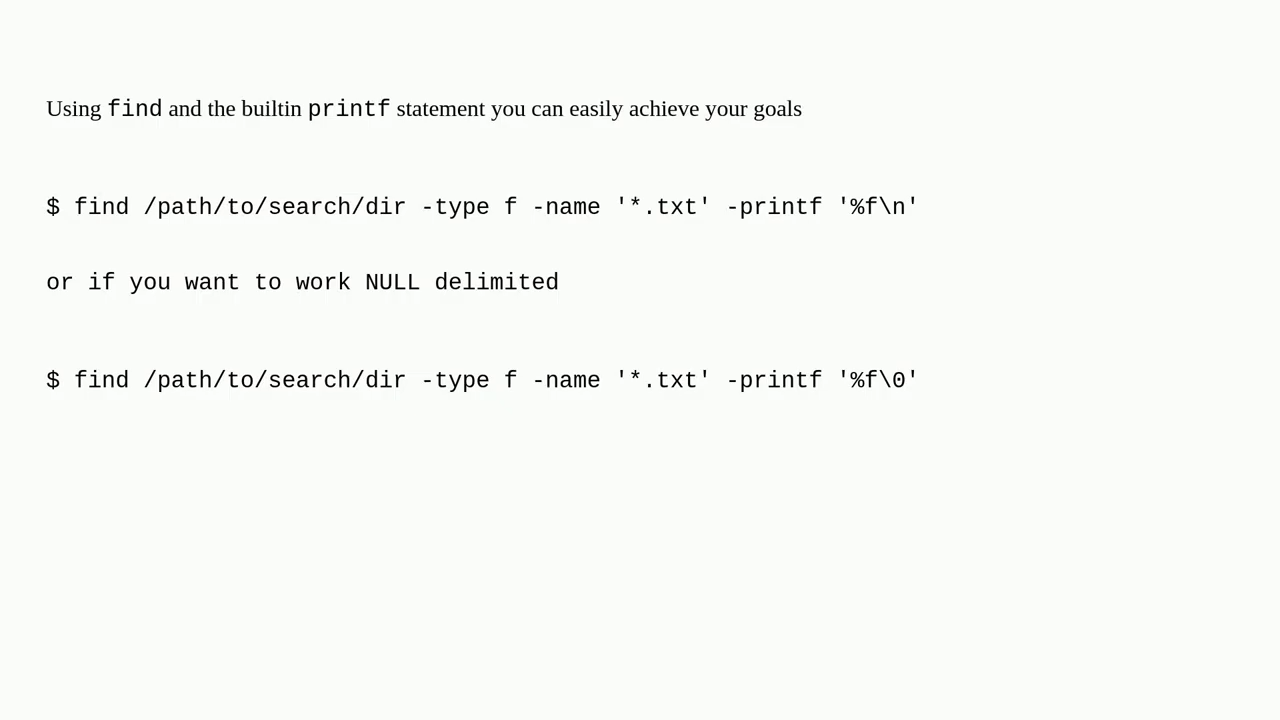 Using find and the builtin printf statement you can easily achieve your goals
$ find /path/to/search/dir -type f -name '*.txt' -printf '%f\n'
or if you want to work NULL delimited
$ find /path/to/search/dir -type f -name '*.txt' -printf '%f\0'